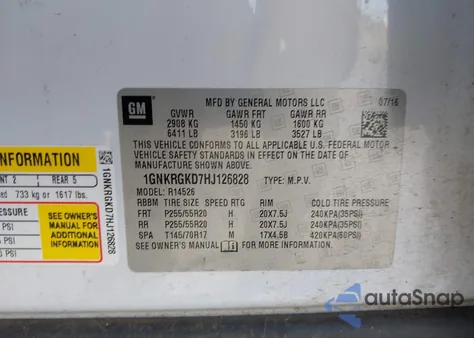 GM
MFD BY GENERAL MOTORS LLC
07/16
GVWR GAWR FRT GAWR RR
2908 KG 1450 KG 1600 KG
6411 LB 3196 LB 3527 LB
THIS VEHICLE CONFORMS TO ALL APPLICABLE U.S. FEDERAL MOTOR
VEHICLE SAFETY AND THEFT PREVENTION STANDARDS IN EFFECT ON
THE DATE OF MANUFACTURE SHOWN ABOVE.
1GNKRGKD7HJ126828 TYPE: M.P.V.
MODEL: R14526
RBBM TIRE SIZE SPEED RTG RIM COLD TIRE PRESSURE
FRT P255/55R20 H 20X7.5J 240KPA(35PSI)
RR P255/55R20 H 20X7.5J 240KPA(35PSI)
SPA T145/70R17 M 17X4.5B 420KPA(60PSI)
SEE OWNER'S MANUAL FOR MORE INFORMATION
INFORMATION
2 REAR 5
733 kg or 1617 lbs.
PRESSURE
PSI
PSI
PSI
SEE OWNER'S
MANUAL FOR
ADDITIONAL
INFORMATION
1GNKRGKD7HJ126828
autoSnap